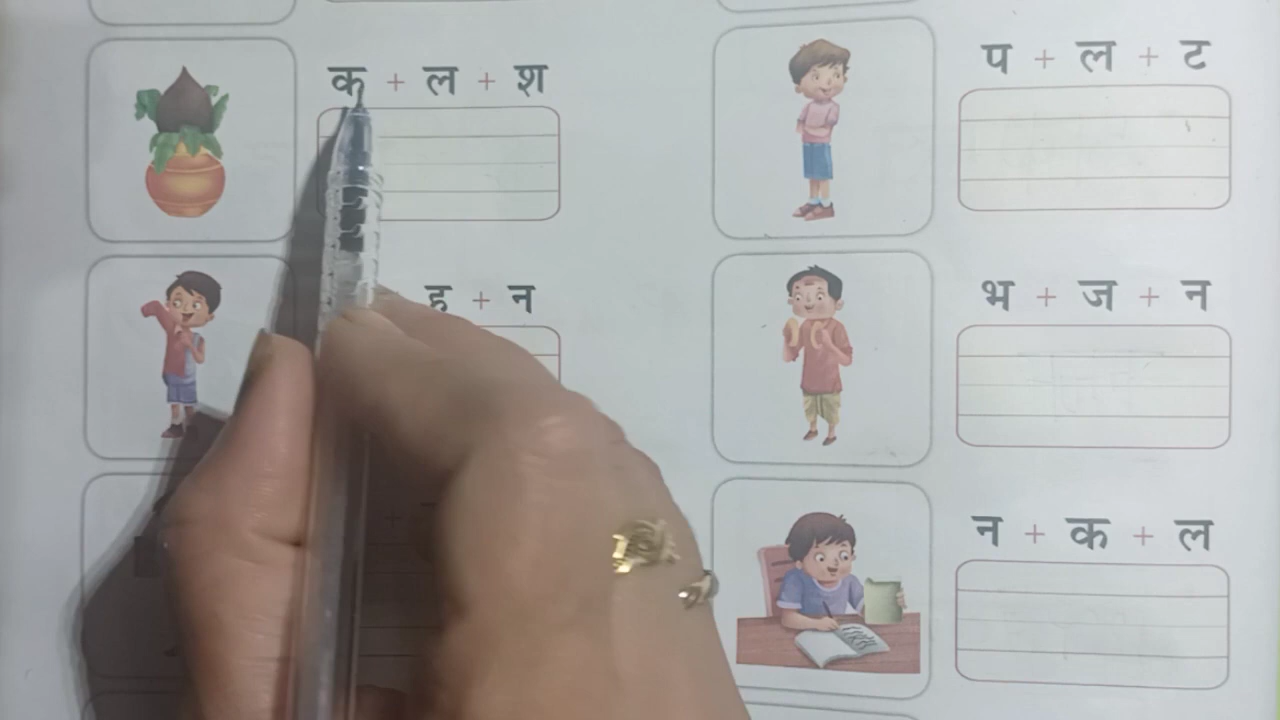 क + ल + श
प + ल + ट
ह + न
भ + ज + न
न + क + ल